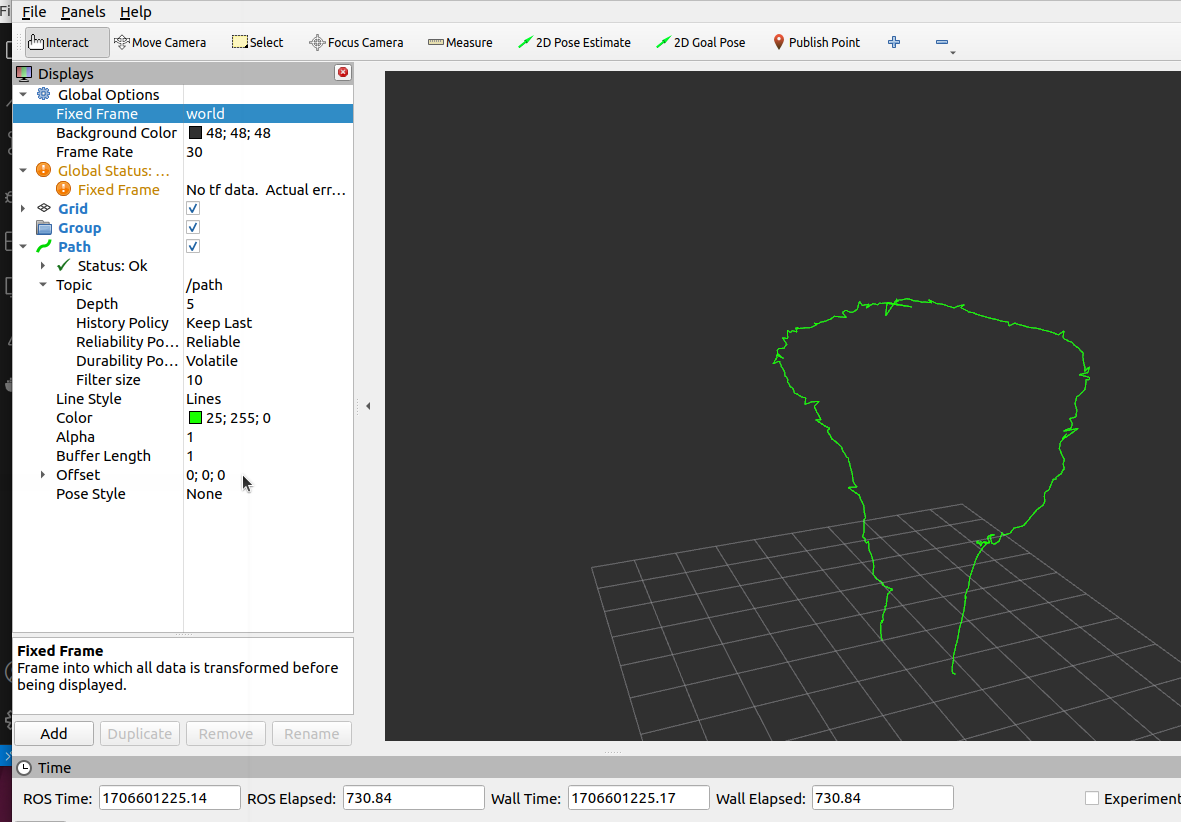 File Panels Help
Interact Move Camera Select Focus Camera Measure 2D Pose Estimate 2D Goal Pose Publish Point
Displays
Global Options
Fixed Frame world
Background Color 48; 48; 48
Frame Rate 30
Global Status: ...
Fixed Frame No tf data. Actual err...
Grid
Group
Path
Status: Ok
Topic /path
Depth 5
History Policy Keep Last
Reliability Po... Reliable
Durability Po... Volatile
Filter size 10
Line Style Lines
Color 25; 255; 0
Alpha 1
Buffer Length 1
Offset 0; 0; 0
Pose Style None
Fixed Frame
Frame into which all data is transformed before
being displayed.
Add Duplicate Remove Rename
Time
ROS Time: 1706601225.14 ROS Elapsed: 730.84 Wall Time: 1706601225.17 Wall Elapsed: 730.84 Experiment